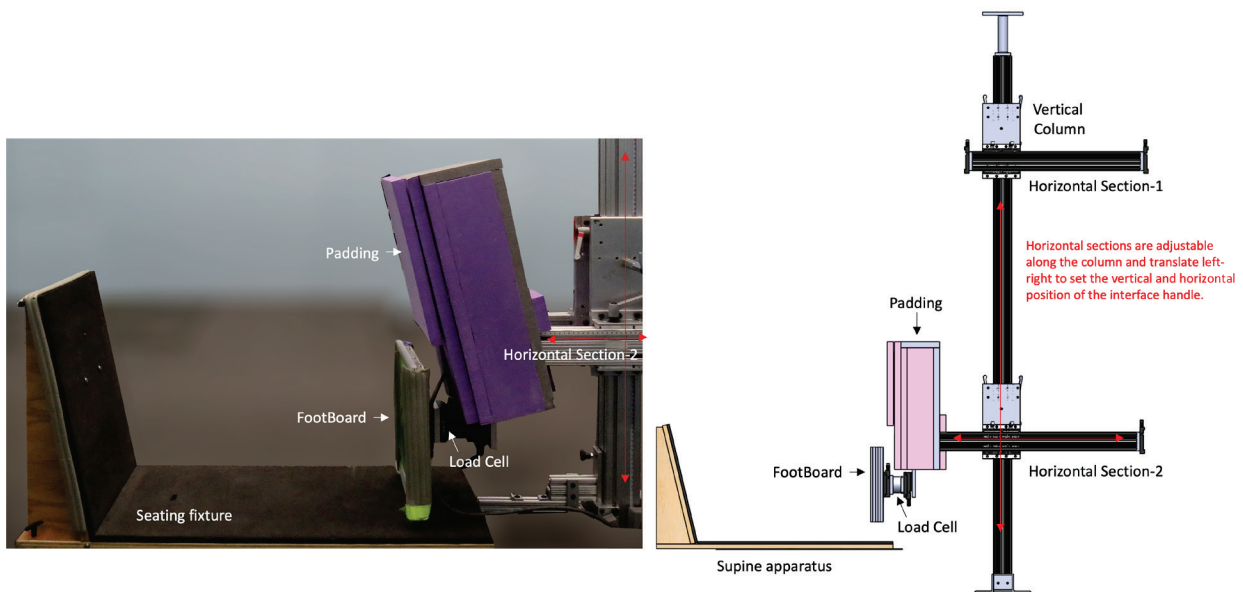 Padding
Horizontal Section-2
FootBoard
Load Cell
Seating fixture
Vertical
Column
Horizontal Section-1
Horizontal sections are adjustable
along the column and translate left-
right to set the vertical and horizontal
position of the interface handle.
Padding
FootBoard
Horizontal Section-2
Load Cell
Supine apparatus